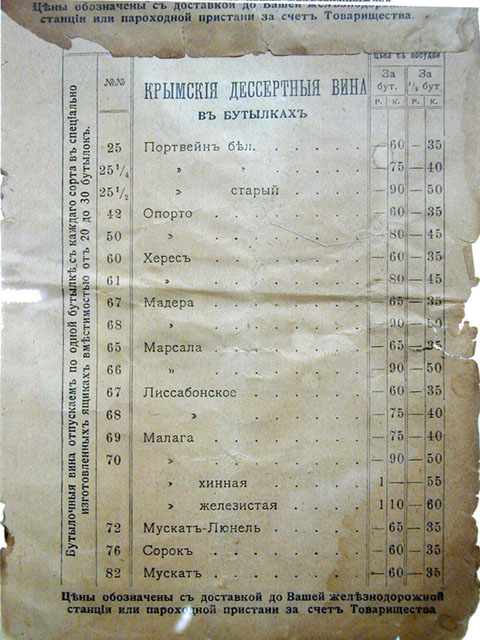 Цѣны обозначены съ доставкой до Вашей желѣзнодорож
станціи или пароходной пристани за счетъ Товарищества.
Бутылочныя вина отпускаемъ по одной бутылкѣ съ каждаго сорта въ спеціально
изготовленныхъ ящикахъ вмѣстимостью отъ 20 до 30 бутылокъ.
№№ КРЫМСКІЯ ДЕССЕРТНЫЯ ВИНА Цѣна съ посудой
ВЪ БУТЫЛКАХЪ За бут. За ½ бут
Р. К. Р. К.
25 Портвейнъ бѣл. — 60 — 35
25¼ » » — 75 — 40
25½ » старый — 90 — 50
42 Опорто — 60 — 35
50 » — 80 — 45
60 Хересъ — 60 — 35
61 » — 80 — 45
67 Мадера — 65 — 35
68 » — 90 — 50
65 Марсала — 65 — 35
66 » — 90 — 50
67 Лиссабонское — 60 — 35
68 » — 75 — 40
69 Малага — 75 — 40
70 » — 90 — 50
» хинная 1 — — 55
» железистая 1 10 — 60
72 Мускатъ-Люнель — 65 — 35
76 Сорокъ — 60 — 35
82 Мускатъ — 60 — 35
Цѣны обозначены съ доставкой до Вашей желѣзнодорожной
станціи или пароходной пристани за счетъ Товарищества